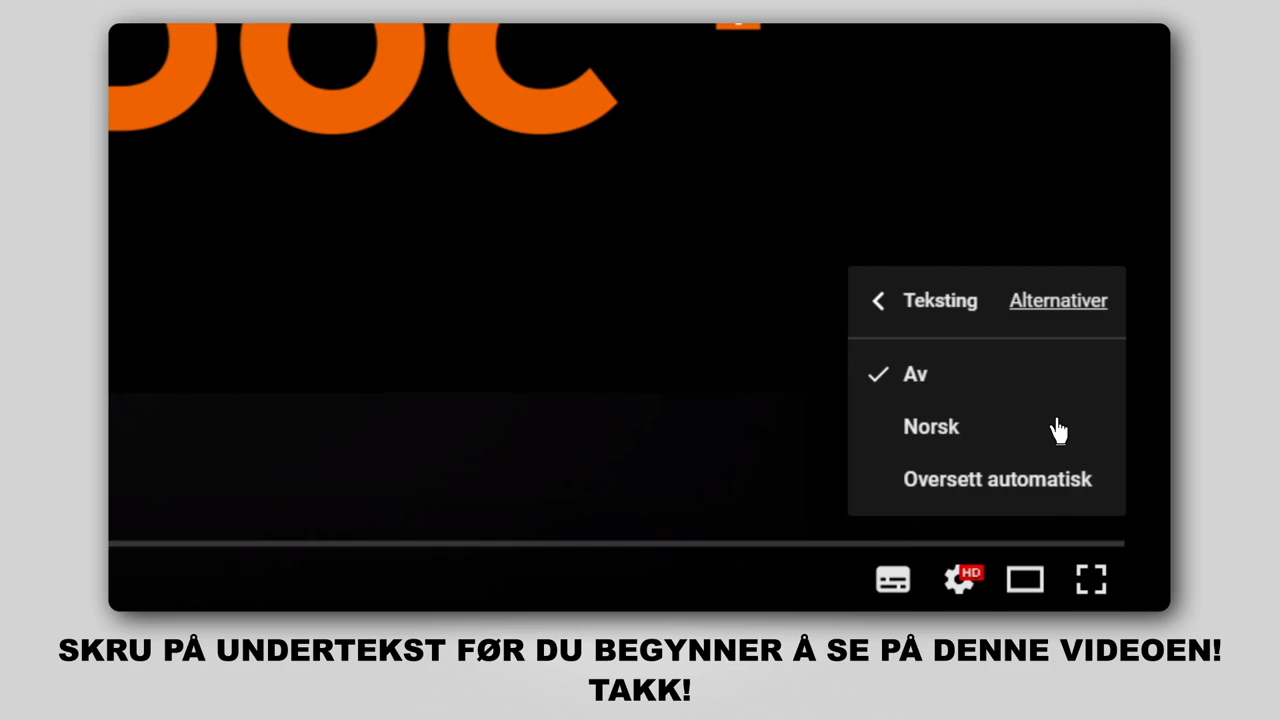 Teksting Alternativer
Av
Norsk
Oversett automatisk
HD
SKRU PÅ UNDERTEKST FØR DU BEGYNNER Å SE PÅ DENNE VIDEOEN!
TAKK!